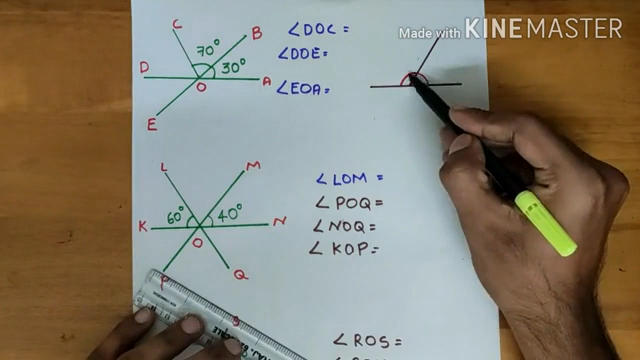 Made with KINEMASTER
C
B
70°
30°
D
O
A
E
∠DOC =
∠DOE =
∠EOA =
L
M
60°
40°
K
O
N
P
Q
S
∠LOM =
∠POQ =
∠NOQ =
∠KOP =
∠ROS =